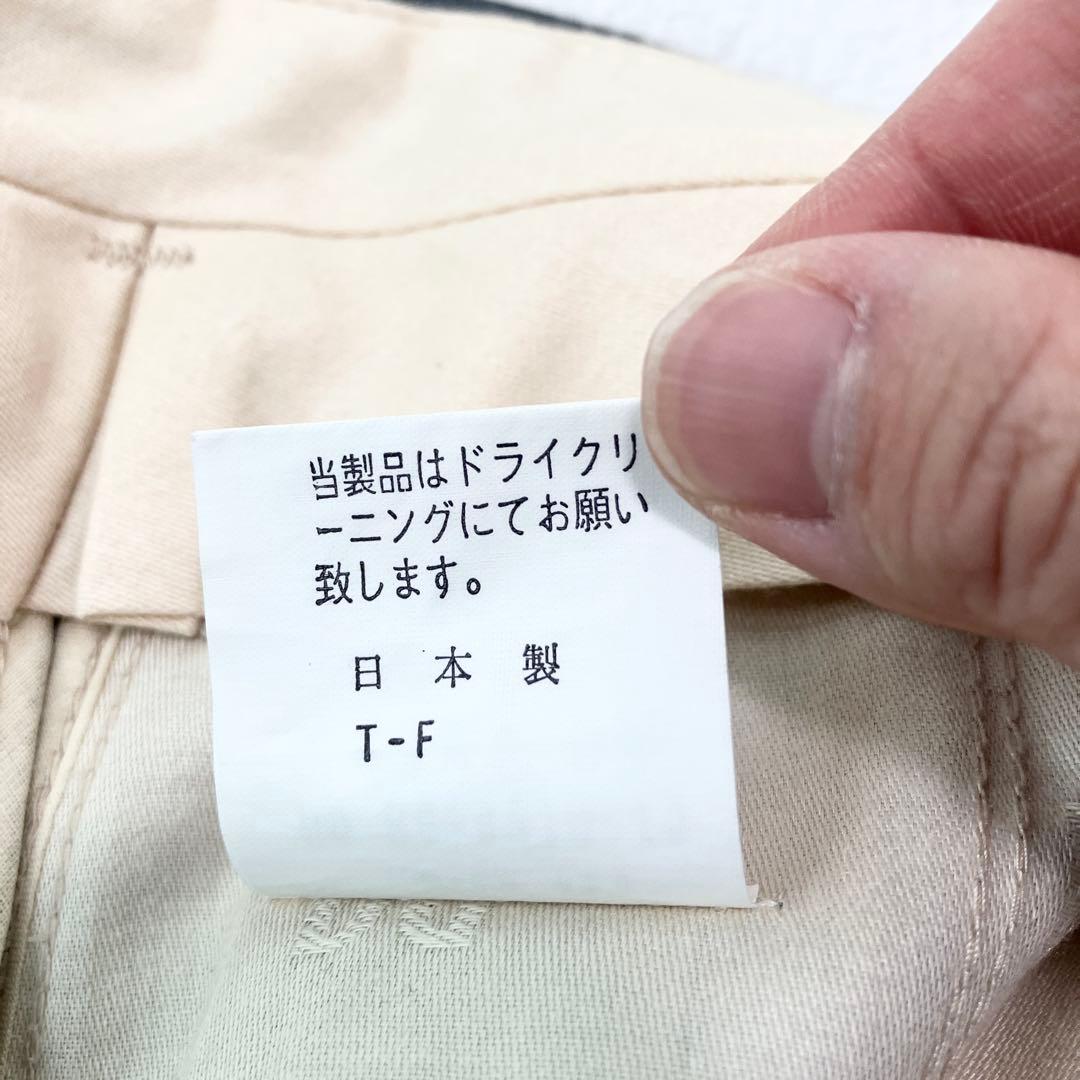 当製品はドライクリ
ーニングにてお願い
致します。
日本製
T-F